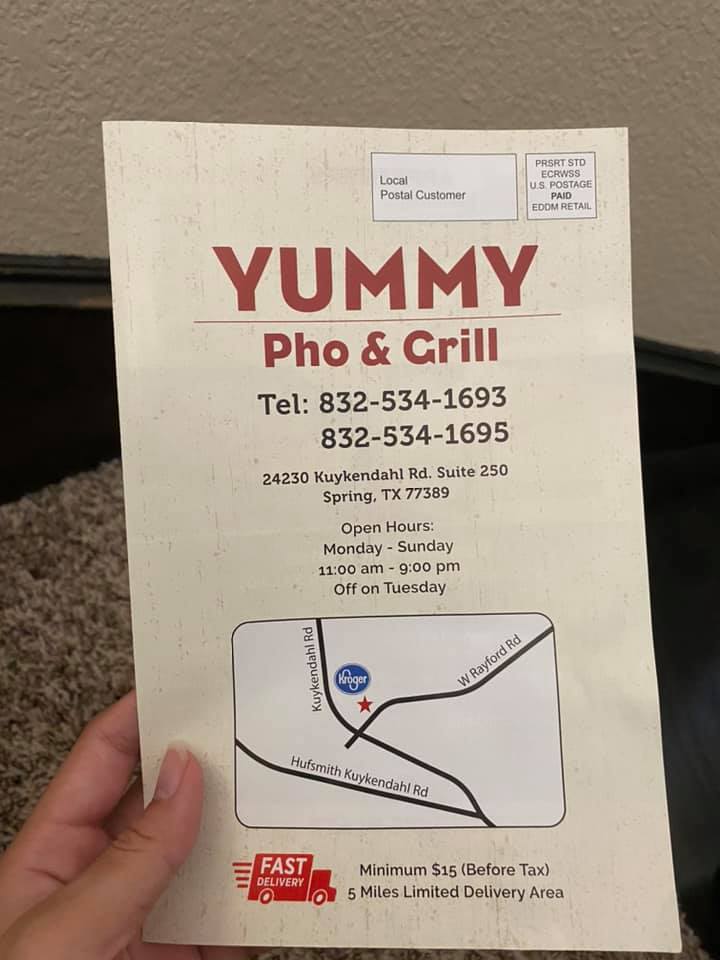 Local
Postal Customer
PRSRT STD
ECRWSS
U.S. POSTAGE
PAID
EDDM RETAIL
YUMMY
Pho & Grill
Tel: 832-534-1693
832-534-1695
24230 Kuykendahl Rd. Suite 250
Spring, TX 77389
Open Hours:
Monday - Sunday
11:00 am - 9:00 pm
Off on Tuesday
Kuykendahl Rd
Kroger
W Rayford Rd
Hufsmith Kuykendahl Rd
FAST
DELIVERY
Minimum $15 (Before Tax)
5 Miles Limited Delivery Area